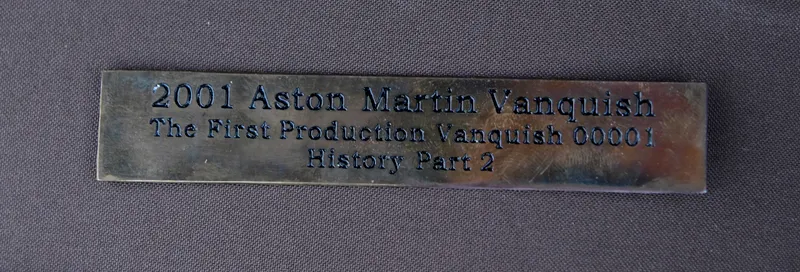 2001 Aston Martin Vanquish
The First Production Vanquish 00001
History Part 2